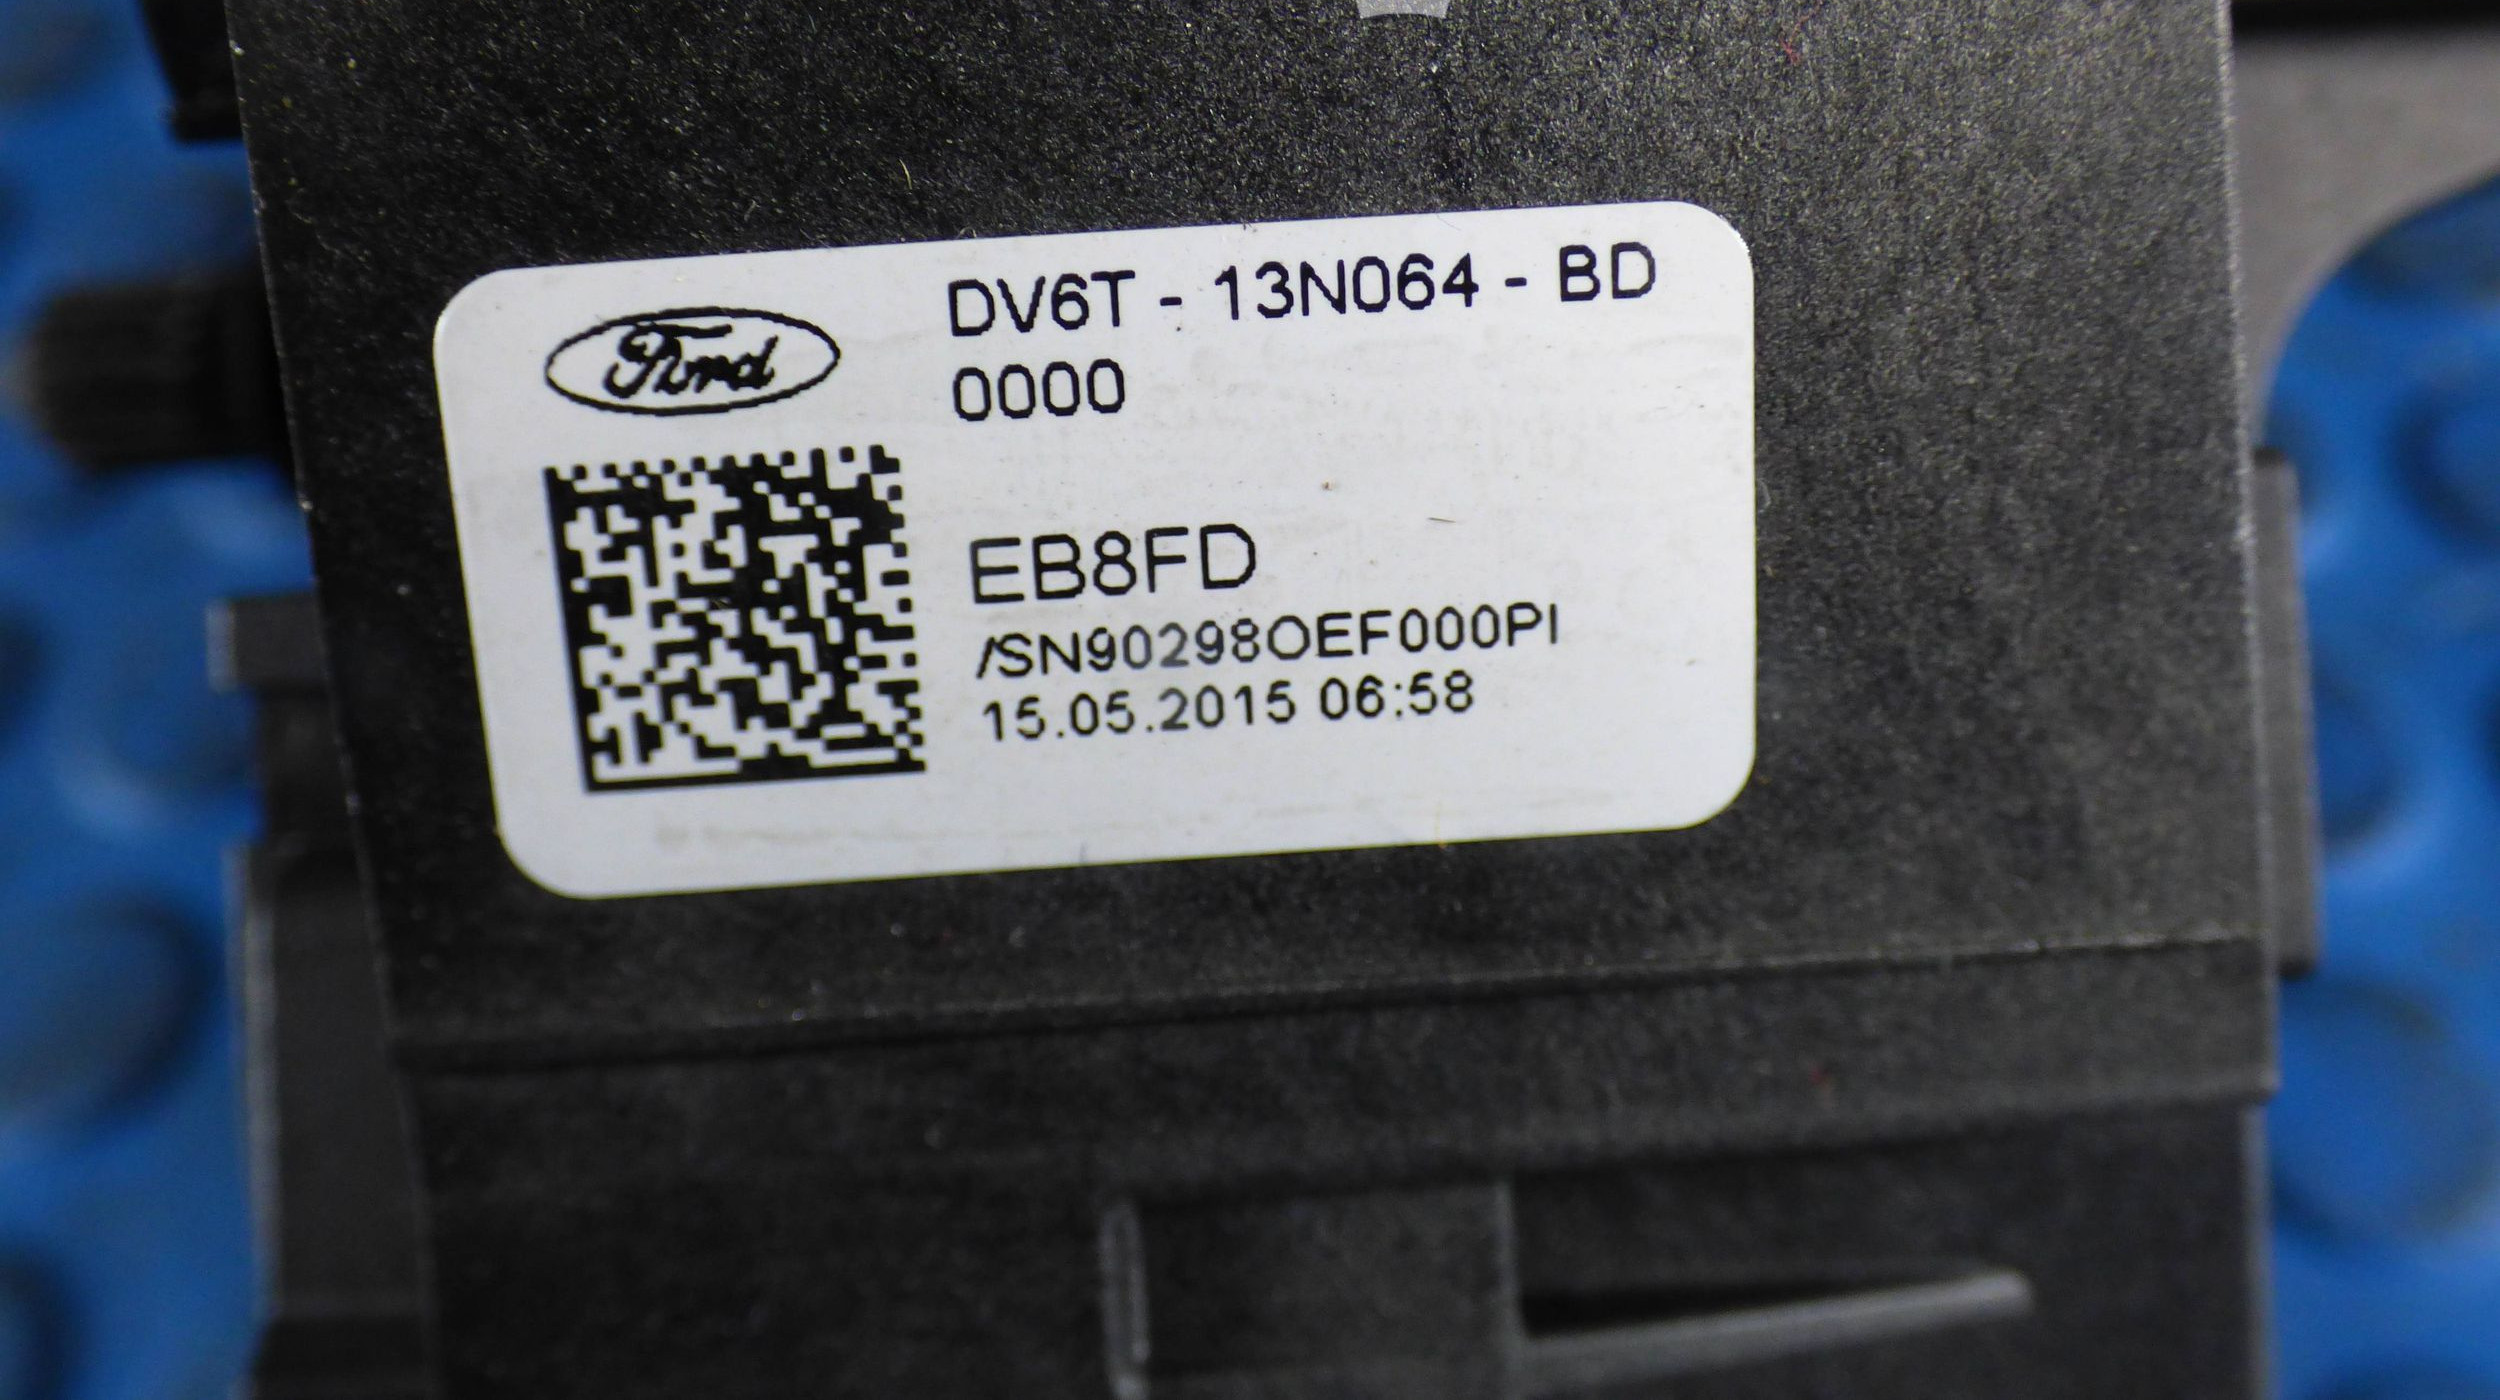 Ford
DV6T - 13N064 - BD
0000
EB8FD
/SN90298OEF000PI
15.05.2015 06:58